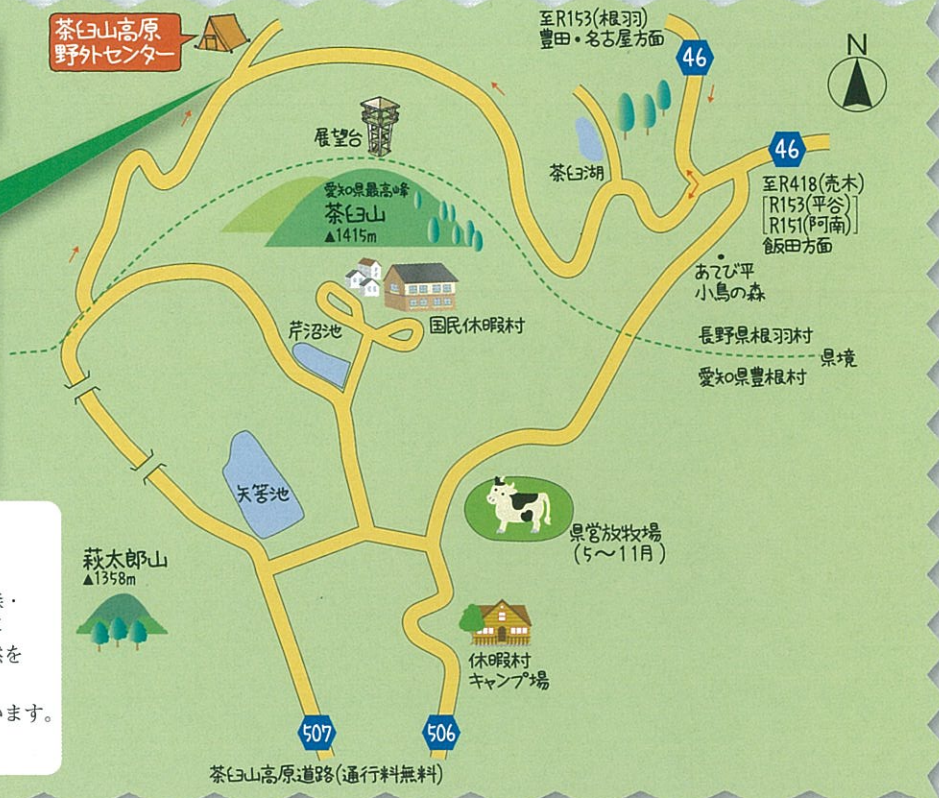 茶臼山高原
野外センター
至R153(根羽)
豊田・名古屋方面
46
N
展望台
茶臼湖
46
愛知県最高峰
茶臼山
▲1415m
至R418(売木)
R153(平谷)
R151(阿南)
飯田方面
あてび平
小鳥の森
芹沼池
国民休暇村
長野県根羽村
県境
愛知県豊根村
矢筈池
県営放牧場
(5〜11月)
萩太郎山
▲1358m
休暇村
キャンプ場
を
います。
507
506
茶臼山高原道路(通行料無料)